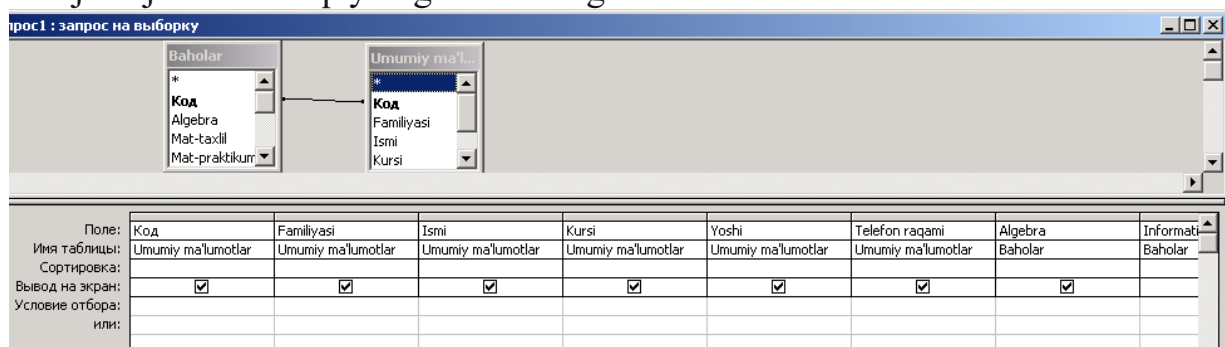 прос1 : запрос на выборку
Baholar
*
Код
Algebra
Mat-taxlil
Mat-praktikum
Umumiy ma'l...
*
Код
Familiyasi
Ismi
Kursi
Поле: Код Familiyasi Ismi Kursi Yoshi Telefon raqami Algebra Informati
Имя таблицы: Umumiy ma'lumotlar Umumiy ma'lumotlar Umumiy ma'lumotlar Umumiy ma'lumotlar Umumiy ma'lumotlar Umumiy ma'lumotlar Baholar Baholar
Сортировка:
Вывод на экран:
Условие отбора:
или: